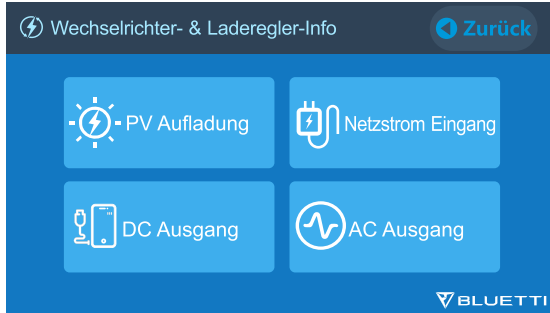 Wechselrichter- & Laderegler-Info
Zurück
PV Aufladung
Netzstrom Eingang
DC Ausgang
AC Ausgang
BLUETTI